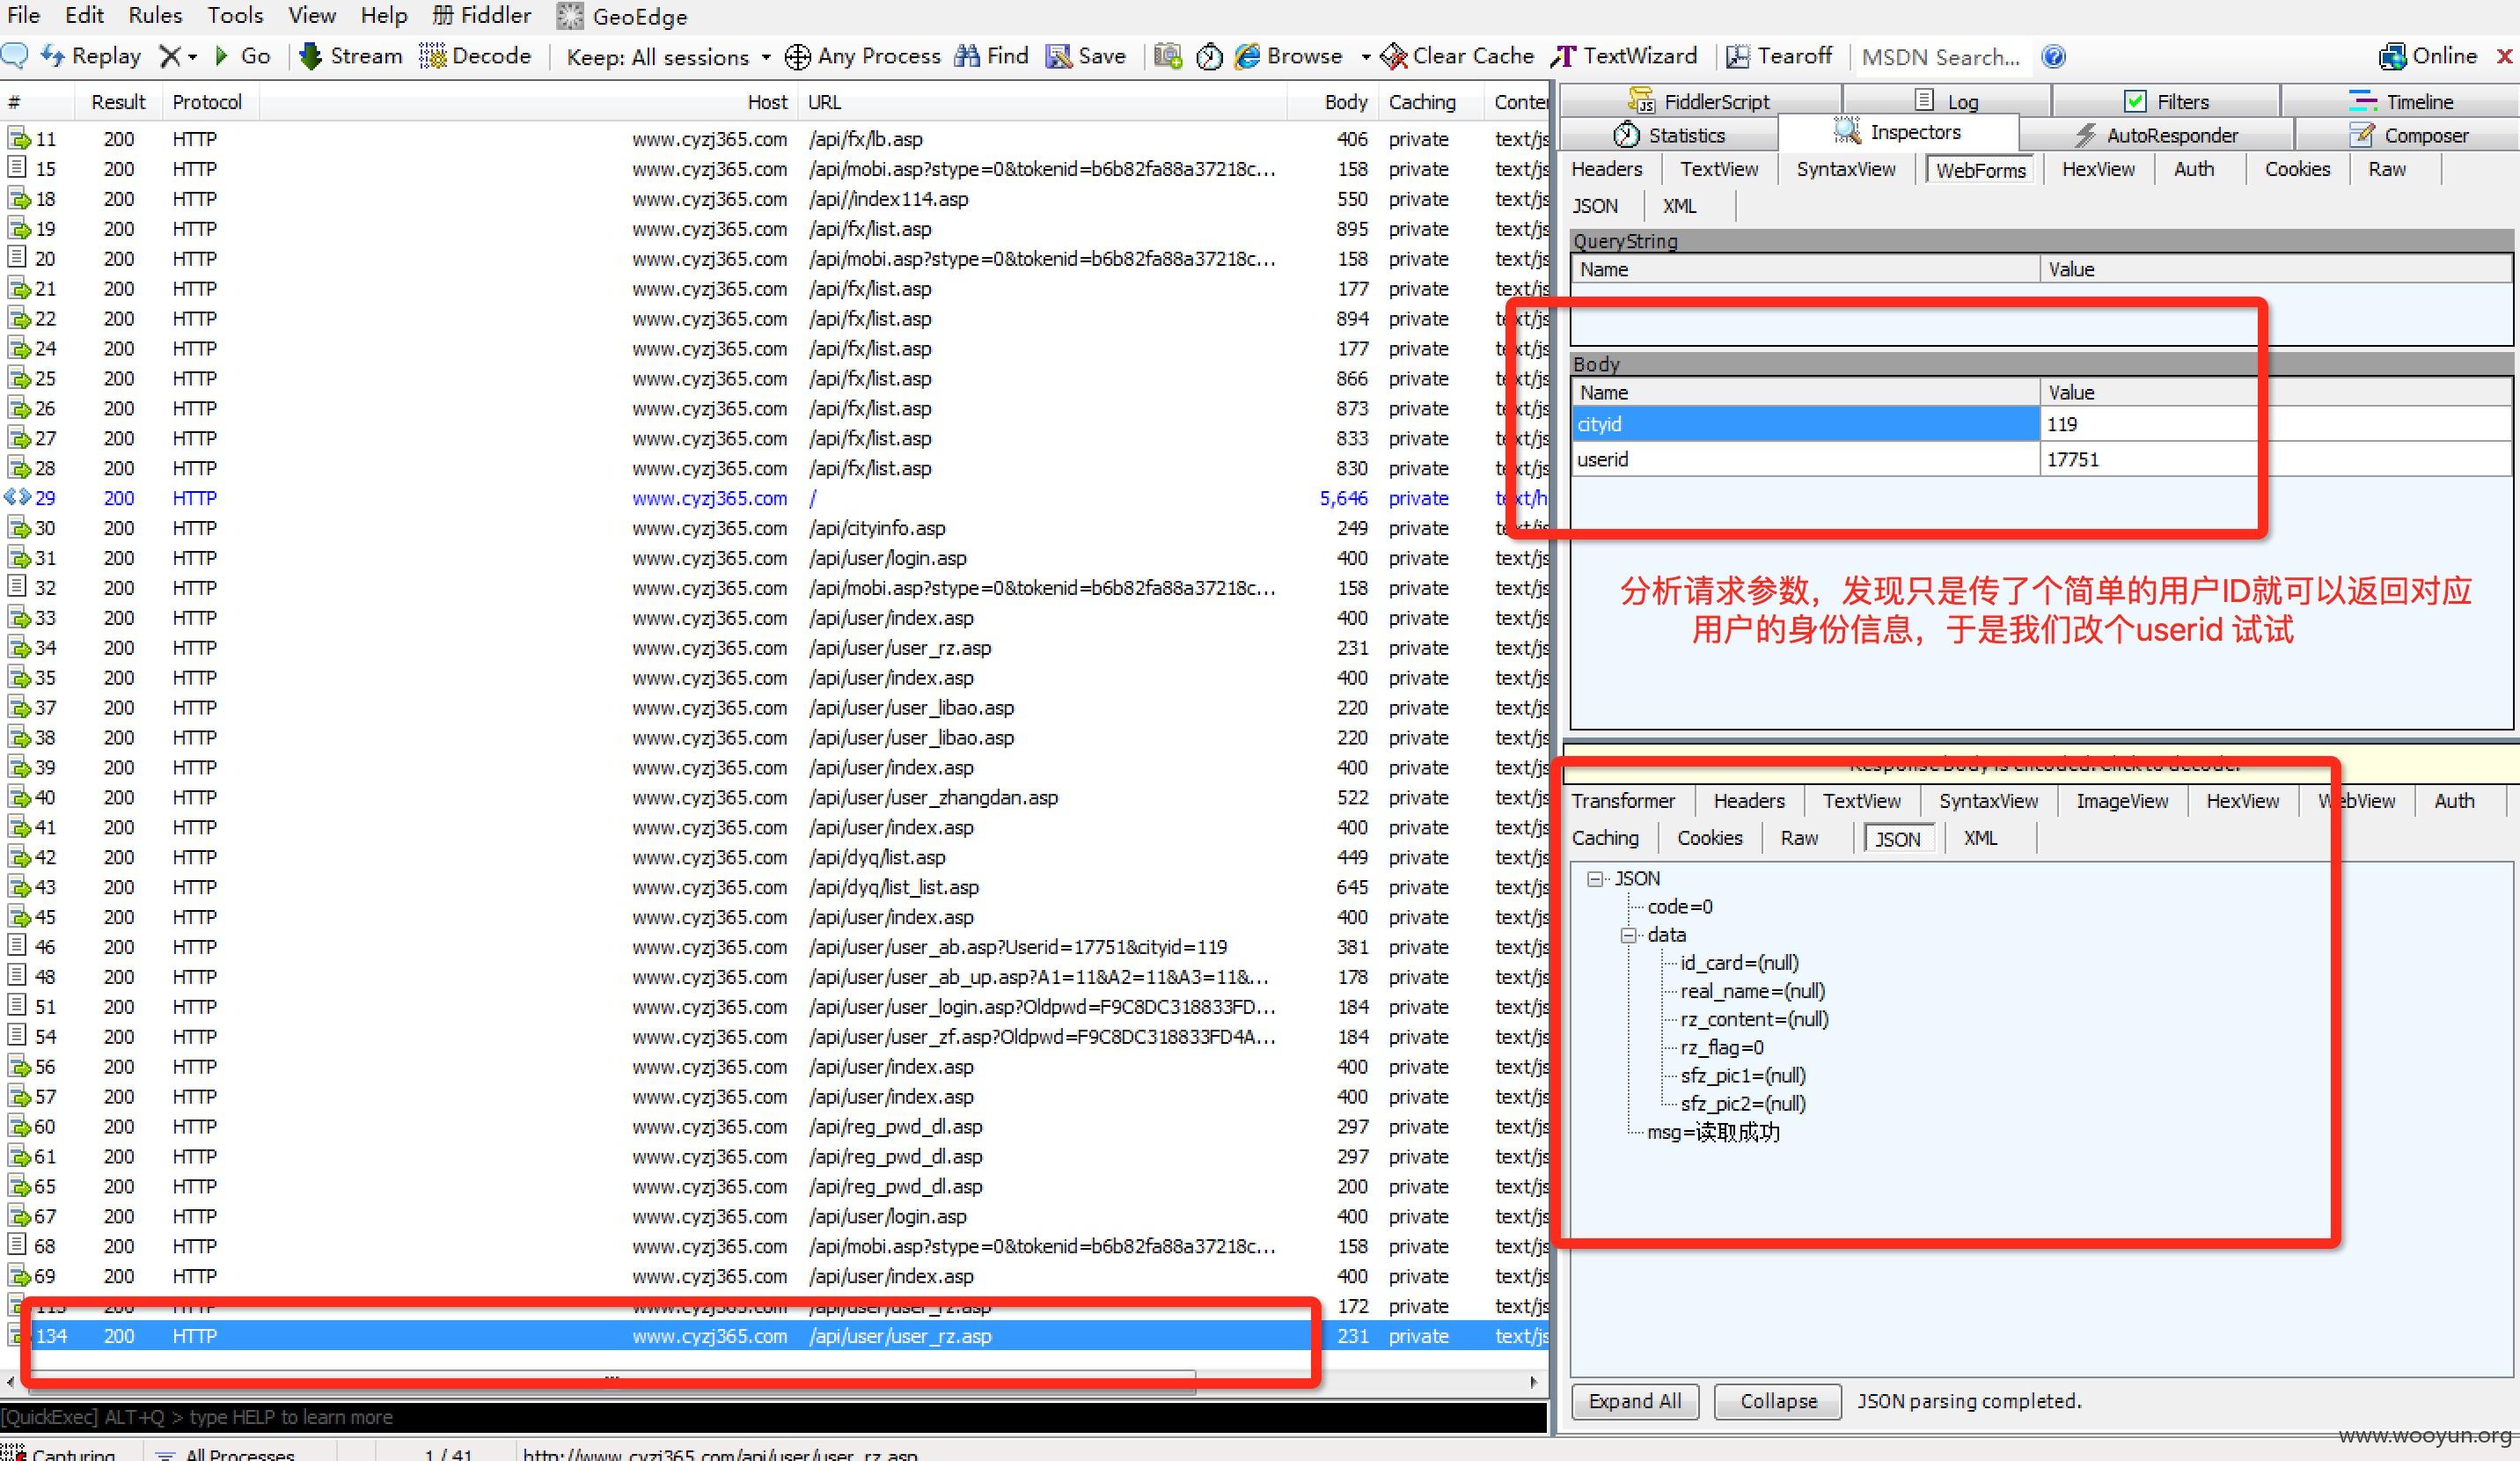 File Edit Rules Tools View Help 册 Fiddler GeoEdge
Replay Go Stream Decode Keep: All sessions Any Process Find Save Browse Clear Cache TextWizard Tearoff MSDN Search... Online
# Result Protocol Host URL Body Caching Conter
11 200 HTTP www.cyzj365.com /api/fx/lb.asp 406 private text/js
15 200 HTTP www.cyzj365.com /api/mobi.asp?stype=0&tokenid=b6b82fa88a37218c... 158 private text/js
18 200 HTTP www.cyzj365.com /api//index114.asp 550 private text/js
19 200 HTTP www.cyzj365.com /api/fx/list.asp 895 private text/js
20 200 HTTP www.cyzj365.com /api/mobi.asp?stype=0&tokenid=b6b82fa88a37218c... 158 private text/js
21 200 HTTP www.cyzj365.com /api/fx/list.asp 177 private text/js
22 200 HTTP www.cyzj365.com /api/fx/list.asp 894 private text/js
24 200 HTTP www.cyzj365.com /api/fx/list.asp 177 private text/js
25 200 HTTP www.cyzj365.com /api/fx/list.asp 866 private text/js
26 200 HTTP www.cyzj365.com /api/fx/list.asp 873 private text/js
27 200 HTTP www.cyzj365.com /api/fx/list.asp 833 private text/js
28 200 HTTP www.cyzj365.com /api/fx/list.asp 830 private text/js
29 200 HTTP www.cyzj365.com / 5,646 private text/h
30 200 HTTP www.cyzj365.com /api/cityinfo.asp 249 private text/js
31 200 HTTP www.cyzj365.com /api/user/login.asp 400 private text/js
32 200 HTTP www.cyzj365.com /api/mobi.asp?stype=0&tokenid=b6b82fa88a37218c... 158 private text/js
33 200 HTTP www.cyzj365.com /api/user/index.asp 400 private text/js
34 200 HTTP www.cyzj365.com /api/user/user_rz.asp 231 private text/js
35 200 HTTP www.cyzj365.com /api/user/index.asp 400 private text/js
37 200 HTTP www.cyzj365.com /api/user/user_libao.asp 220 private text/js
38 200 HTTP www.cyzj365.com /api/user/user_libao.asp 220 private text/js
39 200 HTTP www.cyzj365.com /api/user/index.asp 400 private text/js
40 200 HTTP www.cyzj365.com /api/user/user_zhangdan.asp 522 private text/js
41 200 HTTP www.cyzj365.com /api/user/index.asp 400 private text/js
42 200 HTTP www.cyzj365.com /api/dyq/list.asp 449 private text/js
43 200 HTTP www.cyzj365.com /api/dyq/list_list.asp 645 private text/js
45 200 HTTP www.cyzj365.com /api/user/index.asp 400 private text/js
46 200 HTTP www.cyzj365.com /api/user/user_ab.asp?Userid=17751&cityid=119 381 private text/js
48 200 HTTP www.cyzj365.com /api/user/user_ab_up.asp?A1=11&A2=11&A3=11&... 178 private text/js
51 200 HTTP www.cyzj365.com /api/user/user_login.asp?Oldpwd=F9C8DC318833FD... 184 private text/js
54 200 HTTP www.cyzj365.com /api/user/user_zf.asp?Oldpwd=F9C8DC318833FD4A... 184 private text/js
56 200 HTTP www.cyzj365.com /api/user/index.asp 400 private text/js
57 200 HTTP www.cyzj365.com /api/user/index.asp 400 private text/js
60 200 HTTP www.cyzj365.com /api/reg_pwd_dl.asp 297 private text/js
61 200 HTTP www.cyzj365.com /api/reg_pwd_dl.asp 297 private text/js
65 200 HTTP www.cyzj365.com /api/reg_pwd_dl.asp 200 private text/js
67 200 HTTP www.cyzj365.com /api/user/login.asp 400 private text/js
68 200 HTTP www.cyzj365.com /api/mobi.asp?stype=0&tokenid=b6b82fa88a37218c... 158 private text/js
69 200 HTTP www.cyzj365.com /api/user/index.asp 400 private text/js
200 HTTP www.cyzj365.com /api/user/user_rz.asp 172 private text/js
134 200 HTTP www.cyzj365.com /api/user/user_rz.asp 231 private text/js
[QuickExec] ALT+Q > type HELP to learn more
Capturing All Processes 1 / 41 http://www.cyzj365.com/api/user/user_rz.asp
FiddlerScript Log Filters Timeline
Statistics Inspectors AutoResponder Composer
Headers TextView SyntaxView WebForms HexView Auth Cookies Raw
JSON XML
QueryString
Name Value
Body
Name Value
cityid 119
userid 17751
分析请求参数，发现只是传了个简单的用户ID就可以返回对应
用户的身份信息，于是我们改个userid 试试
Response body is encoded. Click to decode.
Transformer Headers TextView SyntaxView ImageView HexView WebView Auth
Caching Cookies Raw JSON XML
JSON
code=0
data
id_card=(null)
real_name=(null)
rz_content=(null)
rz_flag=0
sfz_pic1=(null)
sfz_pic2=(null)
msg=读取成功
Expand All Collapse JSON parsing completed.
www.wooyun.org